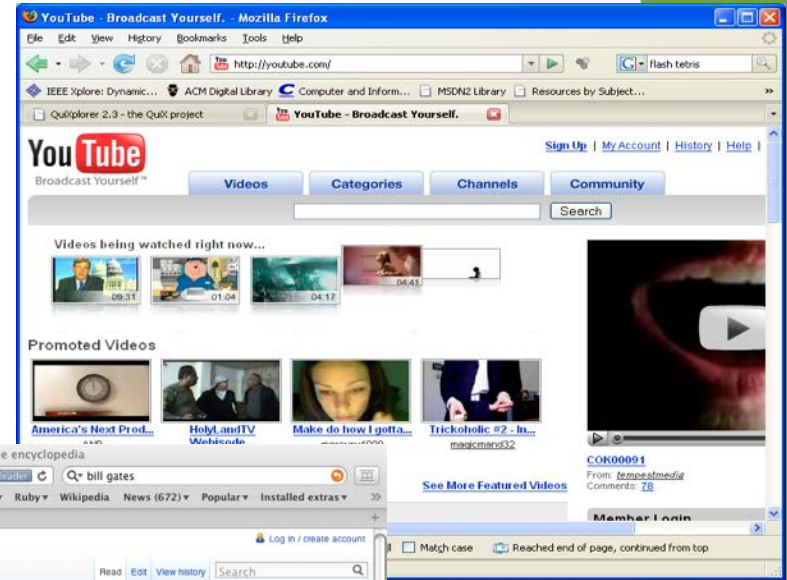 YouTube - Broadcast Yourself. - Mozilla Firefox
File Edit View History Bookmarks Tools Help
http://youtube.com/ flash tetris
IEEE Xplore: Dynamic... ACM Digital Library Computer and Inform... MSDN2 Library Resources by Subject... »
QuiXplorer 2.3 - the QuiX project YouTube - Broadcast Yourself.
You Tube
Sign Up | My Account | History | Help |
Broadcast Yourself™
Videos Categories Channels Community
Search
Videos being watched right now...
09:31 01:04 04:17 04:41
Promoted Videos
America's Next Prod... HolyLandTV Make do how I gotta... Trickoholic #2 - In...
Webisode magicmand32
COK00091
From: tempestmedia
Comments: 78
See More Featured Videos
Member Login
Match case Reached end of page, continued from top
e encyclopedia
Reader bill gates
Ruby Wikipedia News (672) Popular Installed extras »
Log in / create account
Read Edit View history Search